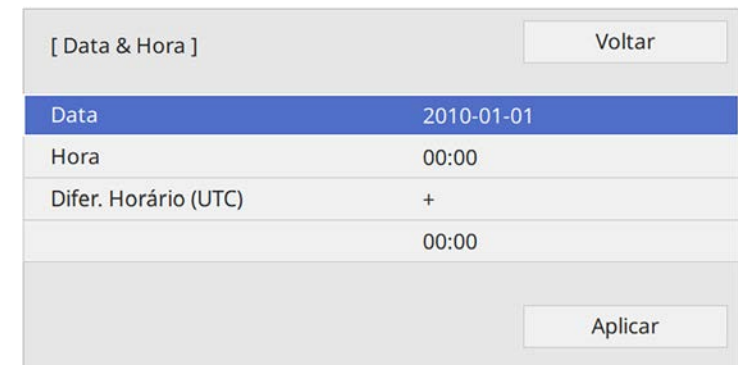 [ Data & Hora ] Voltar
Data 2010-01-01
Hora 00:00
Difer. Horário (UTC) +
00:00
Aplicar